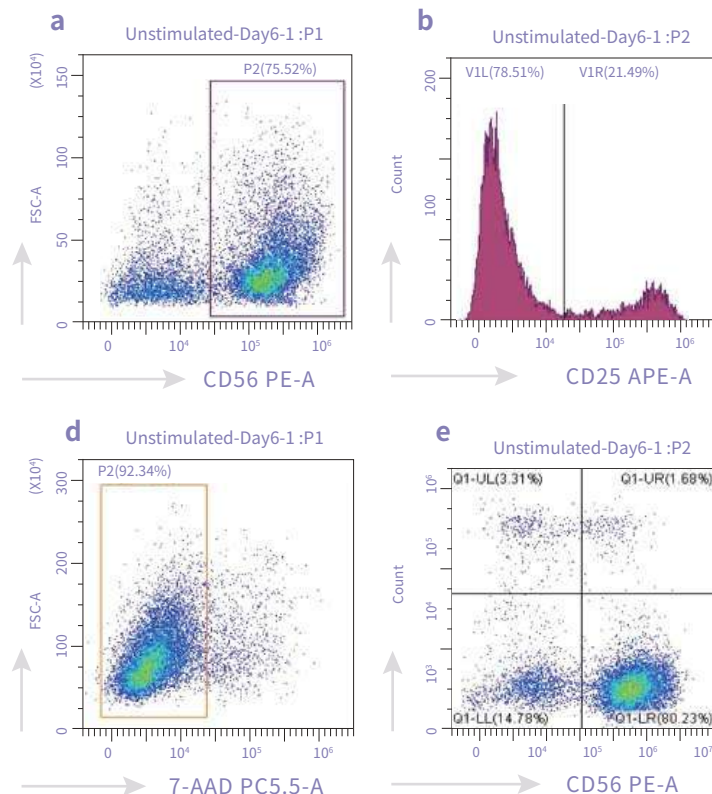 a
Unstimulated-Day6-1 :P1
P2(75.52%)
(X10⁴)
150
100
50
0
FSC-A
0 10⁴ 10⁵ 10⁶
CD56 PE-A
b
Unstimulated-Day6-1 :P2
V1L(78.51%) V1R(21.49%)
200
100
0
Count
0 10⁴ 10⁵ 10⁶
CD25 APE-A
d
Unstimulated-Day6-1 :P1
P2(92.34%)
(X10⁴)
300
200
100
0
FSC-A
0 10⁴ 10⁵ 10⁶
7-AAD PC5.5-A
e
Unstimulated-Day6-1 :P2
Q1-UL(3.31%) Q1-UR(1.68%)
10⁶
10⁵
10⁴
10³
0
Count
Q1-LL(14.78%) Q1-LR(80.23%)
0 10⁴ 10⁵ 10⁶ 10⁷
CD56 PE-A